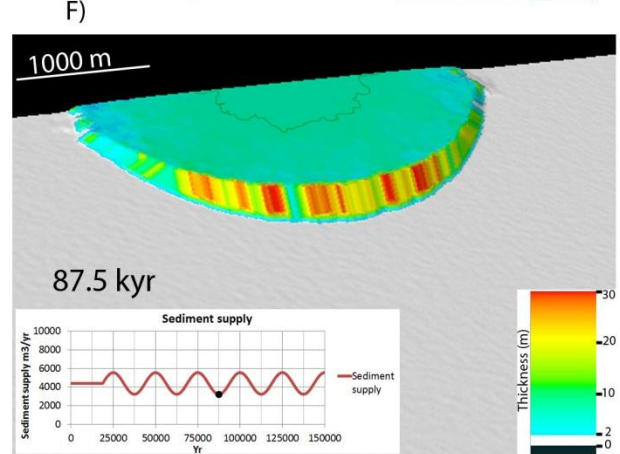 F)
1000 m
87.5 kyr
Sediment supply
Sediment supply m3/yr
10000
8000
6000
4000
2000
0
0 25000 50000 75000 100000 125000 150000
Yr
Sediment
supply
Thickness (m)
30
20
10
2
0